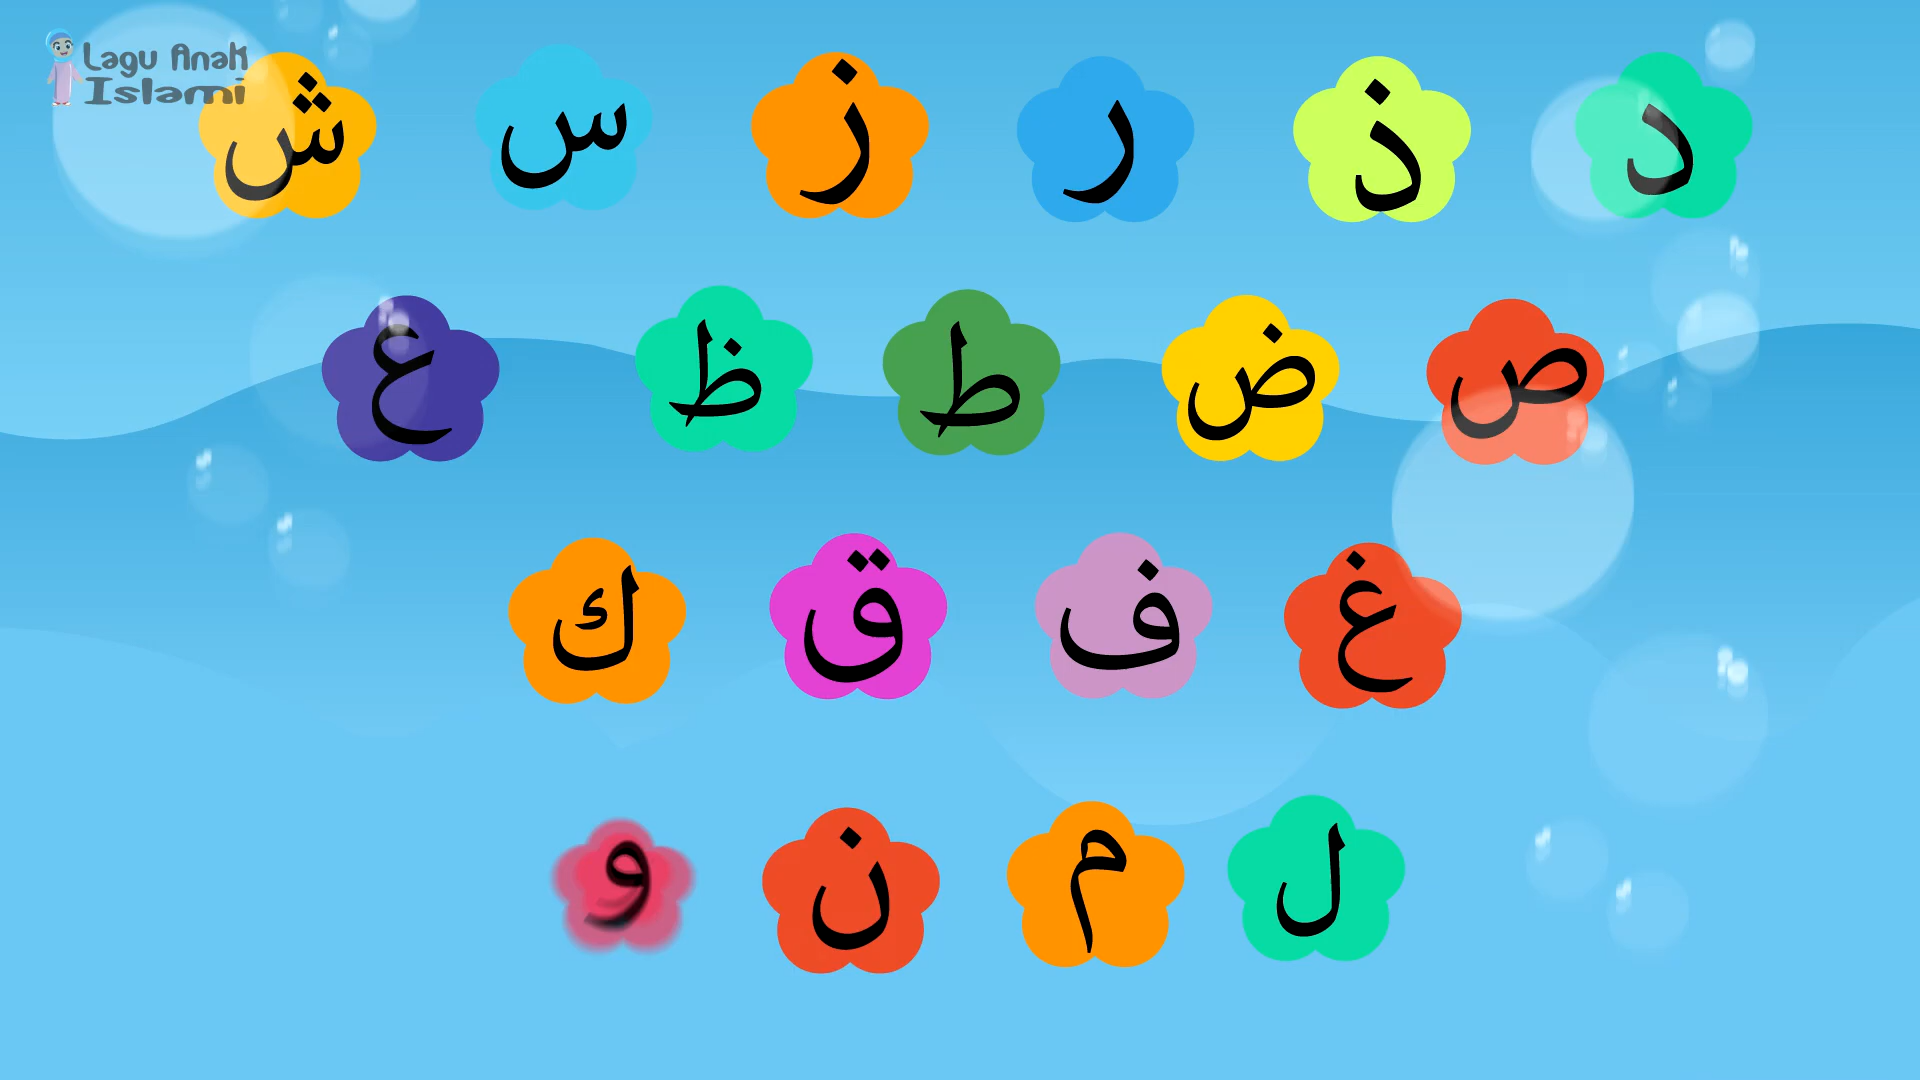 Lagu Anak
Islami
د ذ ر ز س ش
ص ض ط ظ ع
غ ف ق ك
ل م ن و